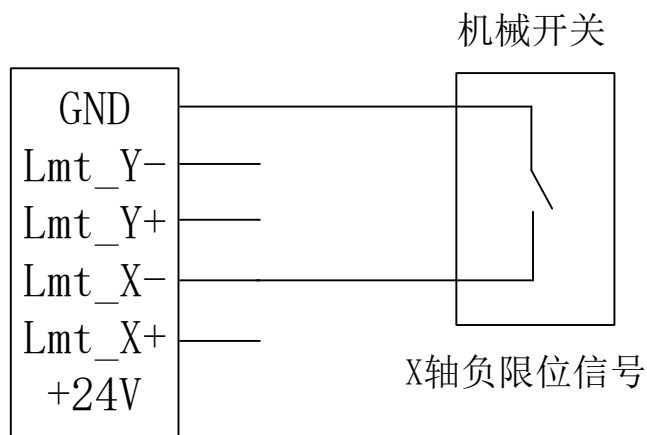 机械开关
GND
Lmt_Y-
Lmt_Y+
Lmt_X-
Lmt_X+
+24V
X轴负限位信号